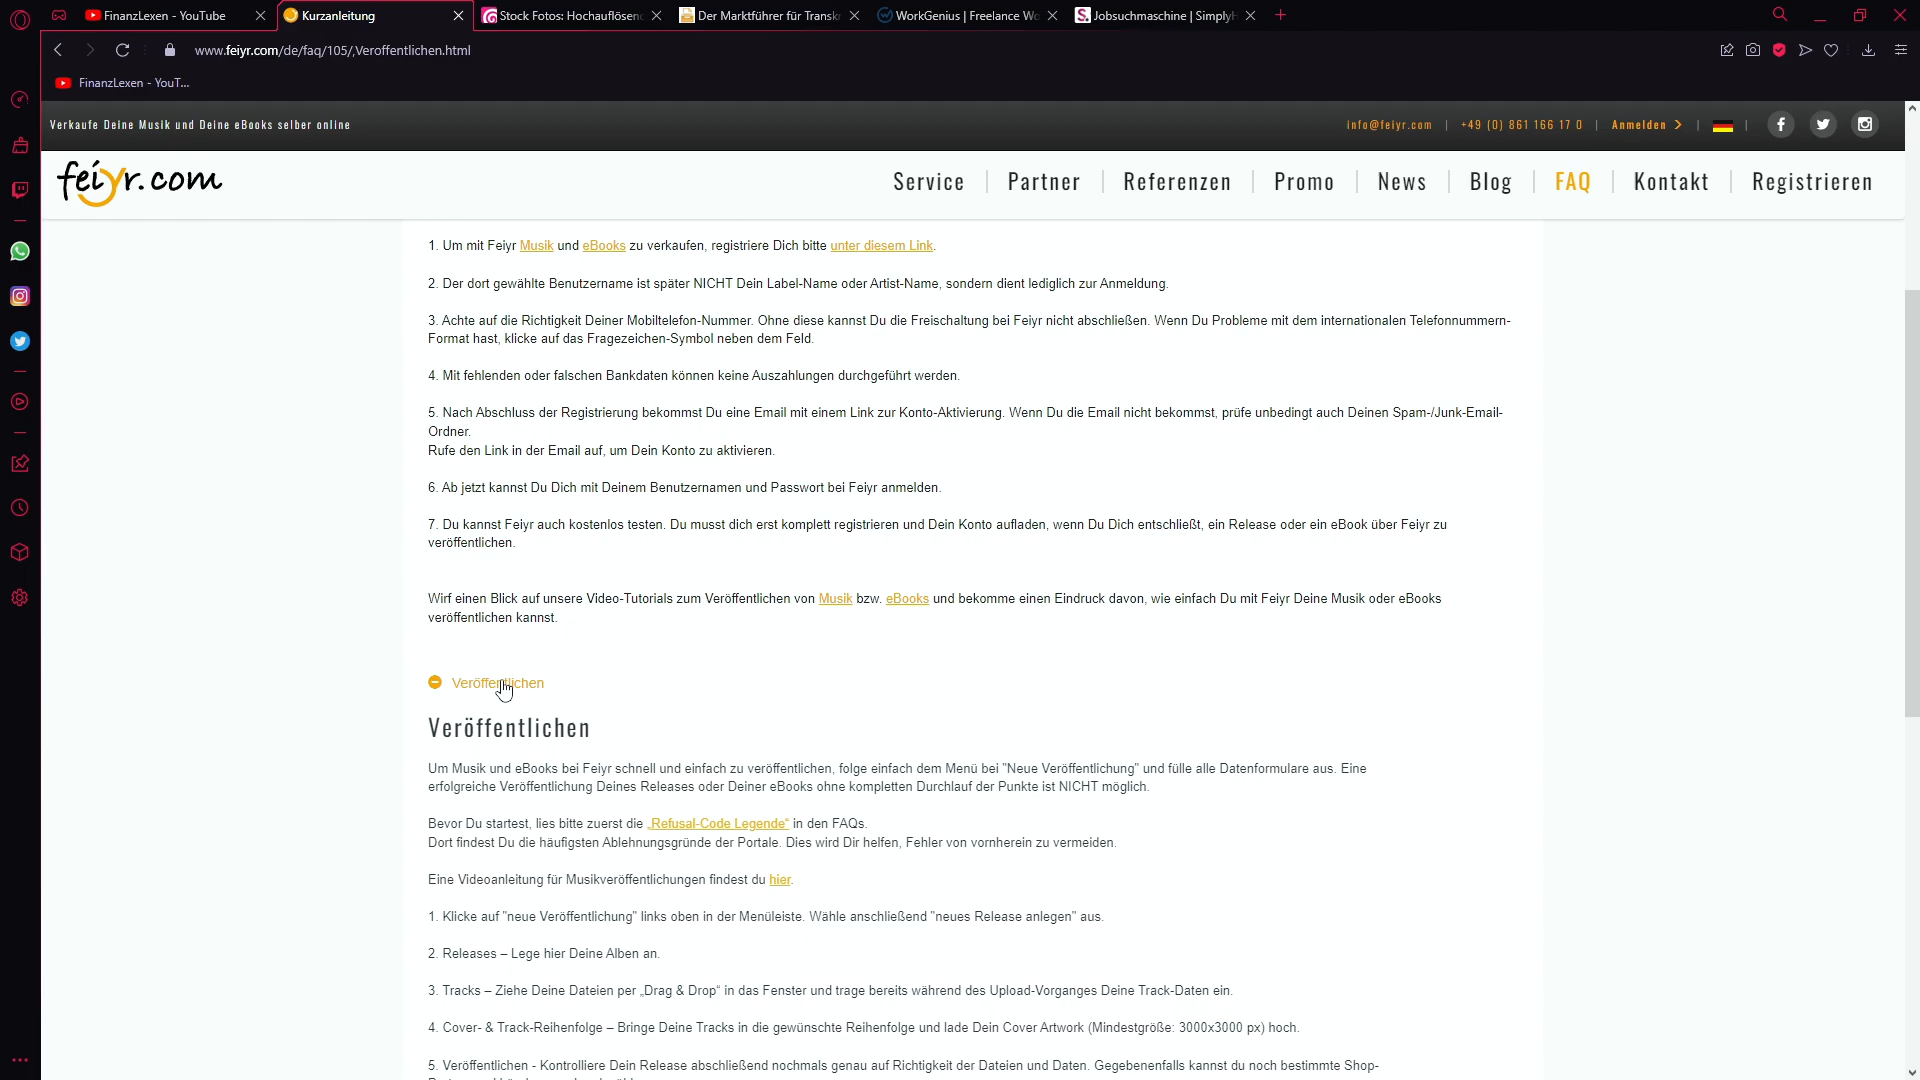 FinanzLexen - YouTube
Kurzanleitung
Stock Fotos: Hochauflösen
Der Marktführer für Transk
WorkGenius | Freelance Wo
Jobsuchmaschine | SimplyH
www.feiyr.com/de/faq/105/,Veroffentlichen.html
FinanzLexen - YouT...
Verkaufe Deine Musik und Deine eBooks selber online
info@feiyr.com | +49 (0) 861 166 17 0 | Anmelden
feiyr.com
Service | Partner | Referenzen | Promo | News | Blog | FAQ | Kontakt | Registrieren
1. Um mit Feiyr Musik und eBooks zu verkaufen, registriere Dich bitte unter diesem Link.
2. Der dort gewählte Benutzername ist später NICHT Dein Label-Name oder Artist-Name, sondern dient lediglich zur Anmeldung.
3. Achte auf die Richtigkeit Deiner Mobiltelefon-Nummer. Ohne diese kannst Du die Freischaltung bei Feiyr nicht abschließen. Wenn Du Probleme mit dem internationalen Telefonnummern-
Format hast, klicke auf das Fragezeichen-Symbol neben dem Feld.
4. Mit fehlenden oder falschen Bankdaten können keine Auszahlungen durchgeführt werden.
5. Nach Abschluss der Registrierung bekommst Du eine Email mit einem Link zur Konto-Aktivierung. Wenn Du die Email nicht bekommst, prüfe unbedingt auch Deinen Spam-/Junk-Email-
Ordner.
Rufe den Link in der Email auf, um Dein Konto zu aktivieren.
6. Ab jetzt kannst Du Dich mit Deinem Benutzernamen und Passwort bei Feiyr anmelden.
7. Du kannst Feiyr auch kostenlos testen. Du musst dich erst komplett registrieren und Dein Konto aufladen, wenn Du Dich entschließt, ein Release oder ein eBook über Feiyr zu
veröffentlichen.
Wirf einen Blick auf unsere Video-Tutorials zum Veröffentlichen von Musik bzw. eBooks und bekomme einen Eindruck davon, wie einfach Du mit Feiyr Deine Musik oder eBooks
veröffentlichen kannst.
Veröffentlichen
Veröffentlichen
Um Musik und eBooks bei Feiyr schnell und einfach zu veröffentlichen, folge einfach dem Menü bei "Neue Veröffentlichung" und fülle alle Datenformulare aus. Eine
erfolgreiche Veröffentlichung Deines Releases oder Deiner eBooks ohne kompletten Durchlauf der Punkte ist NICHT möglich.
Bevor Du startest, lies bitte zuerst die „Refusal-Code Legende“ in den FAQs.
Dort findest Du die häufigsten Ablehnungsgründe der Portale. Dies wird Dir helfen, Fehler von vornherein zu vermeiden.
Eine Videoanleitung für Musikveröffentlichungen findest du hier.
1. Klicke auf "neue Veröffentlichung" links oben in der Menüleiste. Wähle anschließend "neues Release anlegen" aus.
2. Releases – Lege hier Deine Alben an.
3. Tracks – Ziehe Deine Dateien per „Drag & Drop“ in das Fenster und trage bereits während des Upload-Vorganges Deine Track-Daten ein.
4. Cover- & Track-Reihenfolge – Bringe Deine Tracks in die gewünschte Reihenfolge und lade Dein Cover Artwork (Mindestgröße: 3000x3000 px) hoch.
5. Veröffentlichen - Kontrolliere Dein Release abschließend nochmals genau auf Richtigkeit der Dateien und Daten. Gegebenenfalls kannst du noch bestimmte Shop-